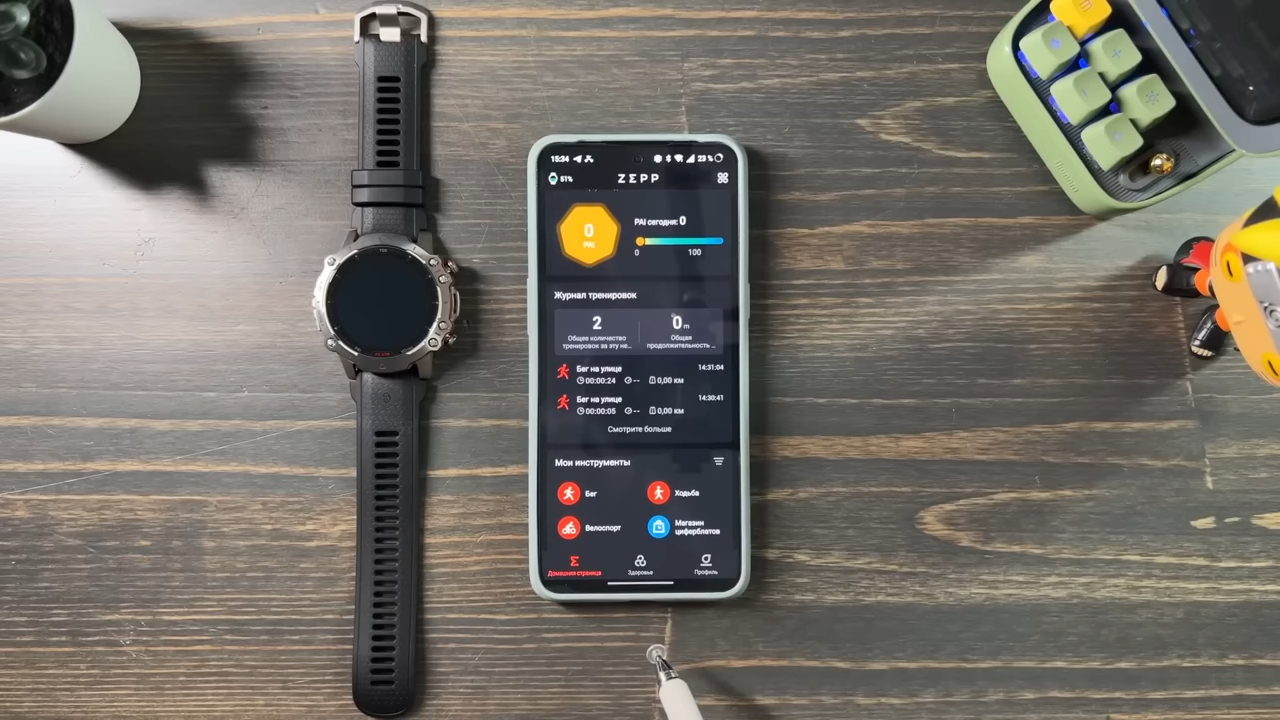 15:34
23%
51%
ZEPP
0
PAI
PAI сегодня: 0
0
100
Журнал тренировок
2
0 m
Общее количество тренировок за эту не...
Общая продолжительность ...
Бег на улице
14:31:04
00:00:24
--
0,00 км
Бег на улице
14:30:41
00:00:05
--
0,00 км
Смотрите больше
Мои инструменты
Бег
Ходьба
Велоспорт
Магазин циферблатов
Домашняя страница
Здоровье
Профиль